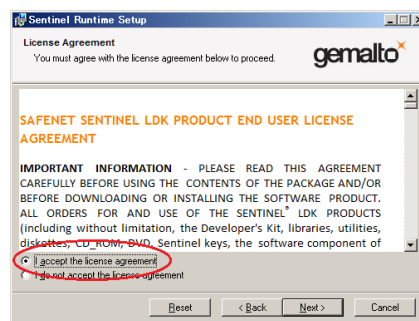 Sentinel Runtime Setup
License Agreement
You must agree with the license agreement below to proceed.
gemalto
SAFENET SENTINEL LDK PRODUCT END USER LICENSE
AGREEMENT
IMPORTANT INFORMATION - PLEASE READ THIS AGREEMENT
CAREFULLY BEFORE USING THE CONTENTS OF THE PACKAGE AND/OR
BEFORE DOWNLOADING OR INSTALLING THE SOFTWARE PRODUCT.
ALL ORDERS FOR AND USE OF THE SENTINEL® LDK PRODUCTS
(including without limitation, the Developer's Kit, libraries, utilities,
diskettes, CD_ROM, DVD, Sentinel keys, the software component of
I accept the license agreement
I do not accept the license agreement
Reset < Back Next > Cancel